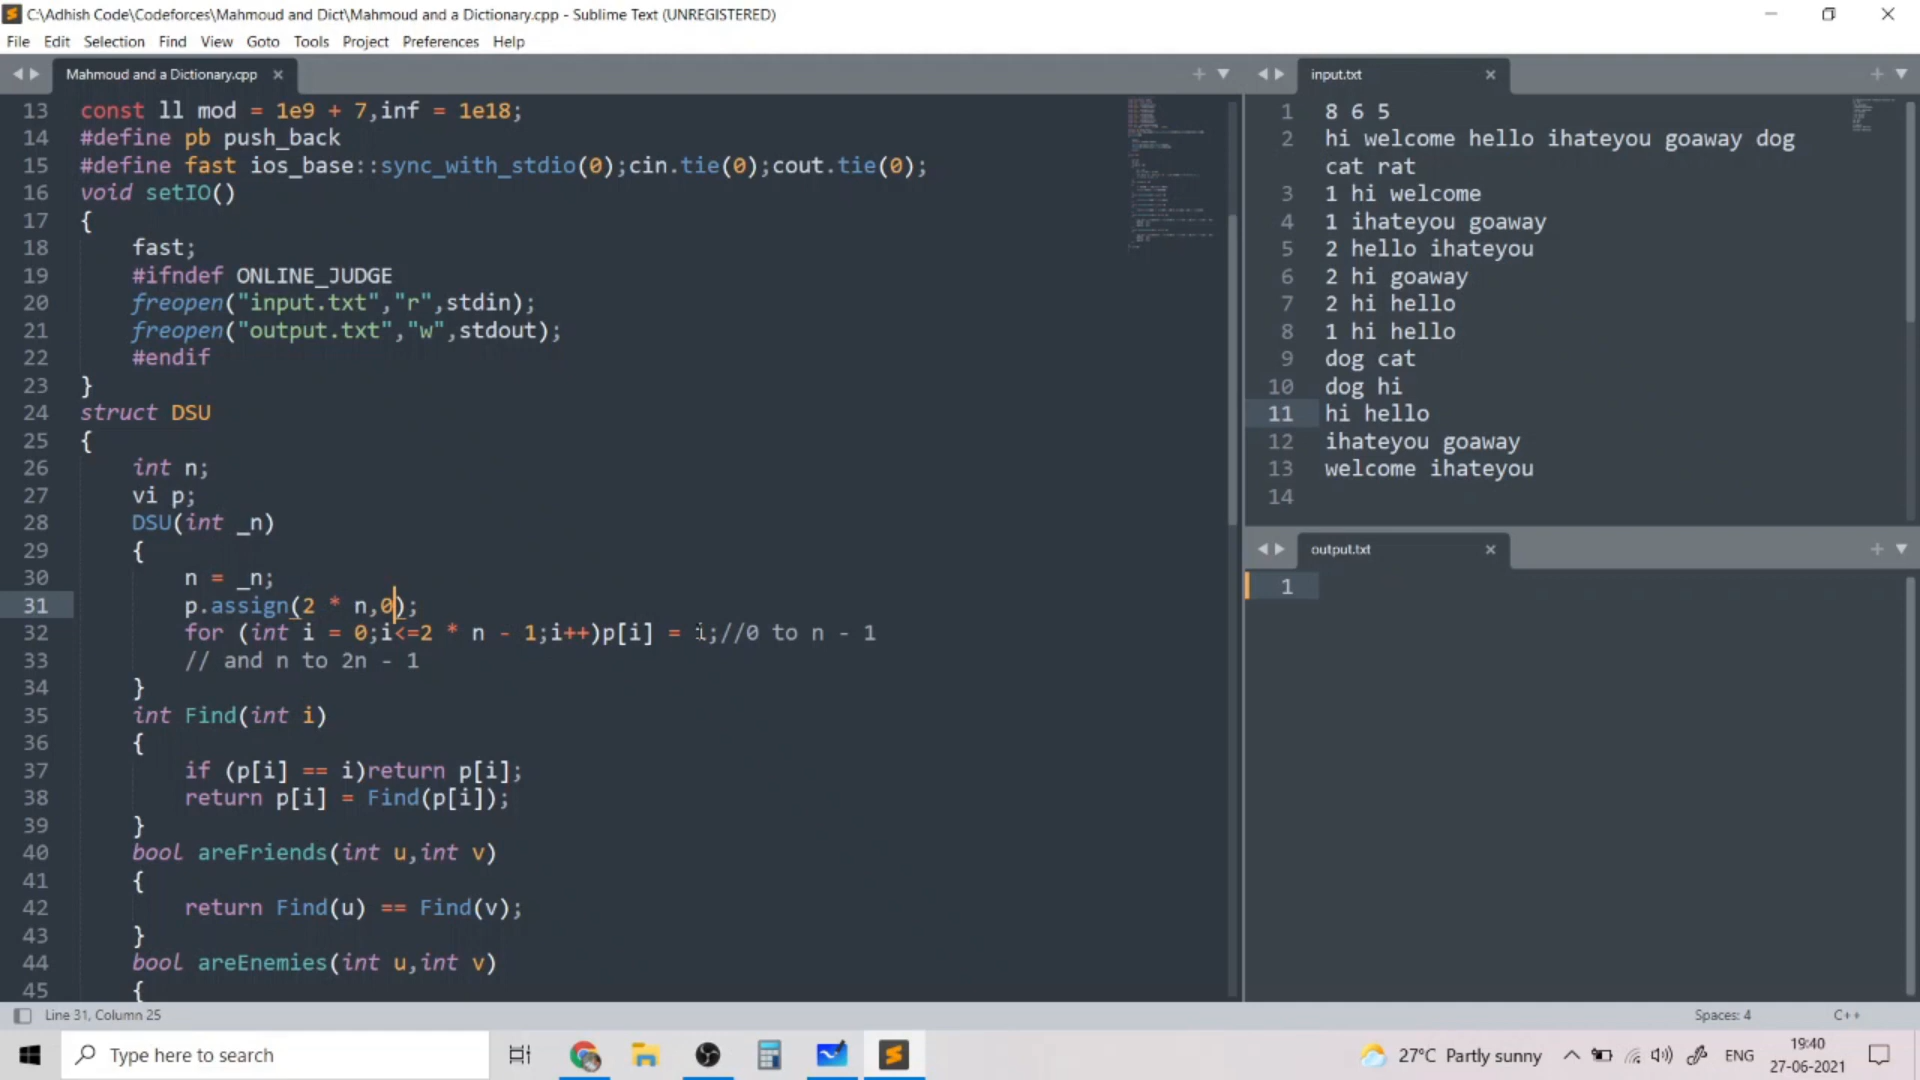 C:\Adhish Code\Codeforces\Mahmoud and Dict\Mahmoud and a Dictionary.cpp - Sublime Text (UNREGISTERED)
File Edit Selection Find View Goto Tools Project Preferences Help
Mahmoud and a Dictionary.cpp
13 const ll mod = 1e9 + 7,inf = 1e18;
14 #define pb push_back
15 #define fast ios_base::sync_with_stdio(0);cin.tie(0);cout.tie(0);
16 void setIO()
17 {
18 fast;
19 #ifndef ONLINE_JUDGE
20 freopen("input.txt","r",stdin);
21 freopen("output.txt","w",stdout);
22 #endif
23 }
24 struct DSU
25 {
26 int n;
27 vi p;
28 DSU(int _n)
29 {
30 n = _n;
31 p.assign(2 * n,0);
32 for (int i = 0;i<=2 * n - 1;i++)p[i] = i;//0 to n - 1
33 // and n to 2n - 1
34 }
35 int Find(int i)
36 {
37 if (p[i] == i)return p[i];
38 return p[i] = Find(p[i]);
39 }
40 bool areFriends(int u,int v)
41 {
42 return Find(u) == Find(v);
43 }
44 bool areEnemies(int u,int v)
45 {
input.txt
1 8 6 5
2 hi welcome hello ihateyou goaway dog
cat rat
3 1 hi welcome
4 1 ihateyou goaway
5 2 hello ihateyou
6 2 hi goaway
7 2 hi hello
8 1 hi hello
9 dog cat
10 dog hi
11 hi hello
12 ihateyou goaway
13 welcome ihateyou
14
output.txt
1
Line 31, Column 25
Spaces: 4
C++
Type here to search
27°C Partly sunny
ENG
19:40
27-06-2021